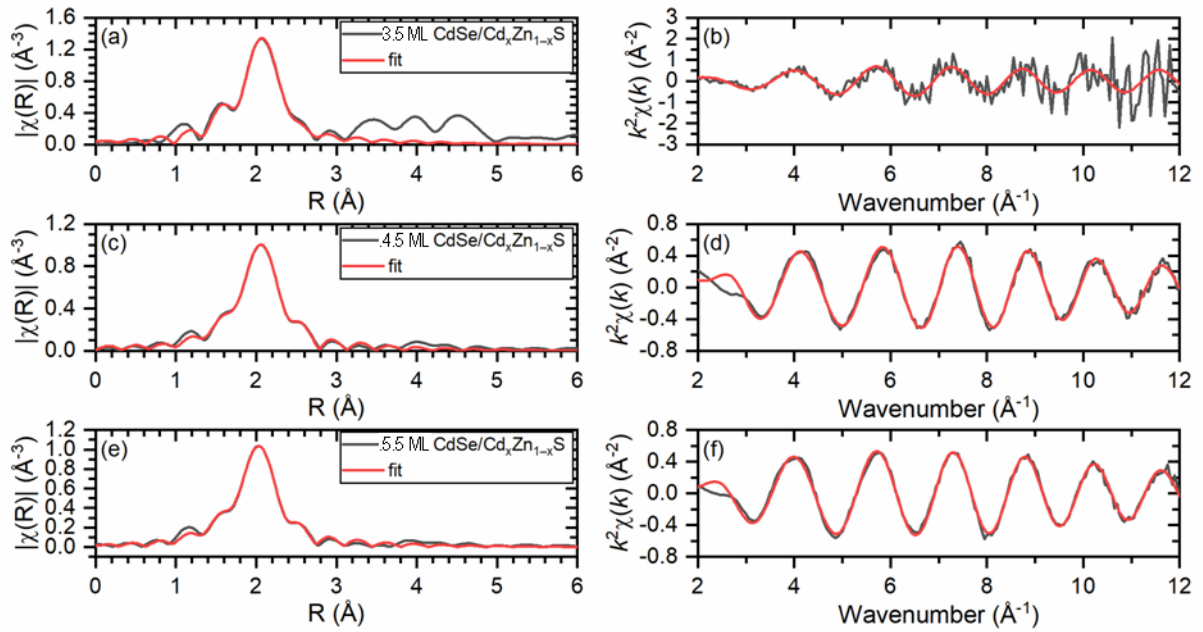 (a)
|χ(R)| (Å⁻³)
1.6
1.2
0.8
0.4
0.0
3.5 ML CdSe/CdₓZn₁₋ₓS
fit
0 1 2 3 4 5 6
R (Å)
(b)
k²χ(k) (Å⁻²)
3
2
1
0
-1
-2
-3
2 4 6 8 10 12
Wavenumber (Å⁻¹)
(c)
|χ(R)| (Å⁻³)
1.2
0.8
0.4
0.0
.4.5 ML CdSe/CdₓZn₁₋ₓS
fit
0 1 2 3 4 5 6
R (Å)
(d)
k²χ(k) (Å⁻²)
0.8
0.4
0.0
-0.4
-0.8
2 4 6 8 10 12
Wavenumber (Å⁻¹)
(e)
|χ(R)| (Å⁻³)
1.2
1.0
0.8
0.6
0.4
0.2
0.0
.5.5 ML CdSe/CdₓZn₁₋ₓS
fit
0 1 2 3 4 5 6
R (Å)
(f)
k²χ(k) (Å⁻²)
0.8
0.4
0.0
-0.4
-0.8
2 4 6 8 10 12
Wavenumber (Å⁻¹)